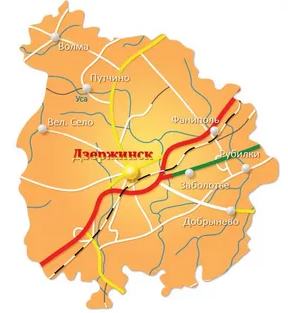 Волма
Путчино
Уса
Фаниполь
Вел. Село
Дзержинск
Вубилки
Заболотье
Добрынево